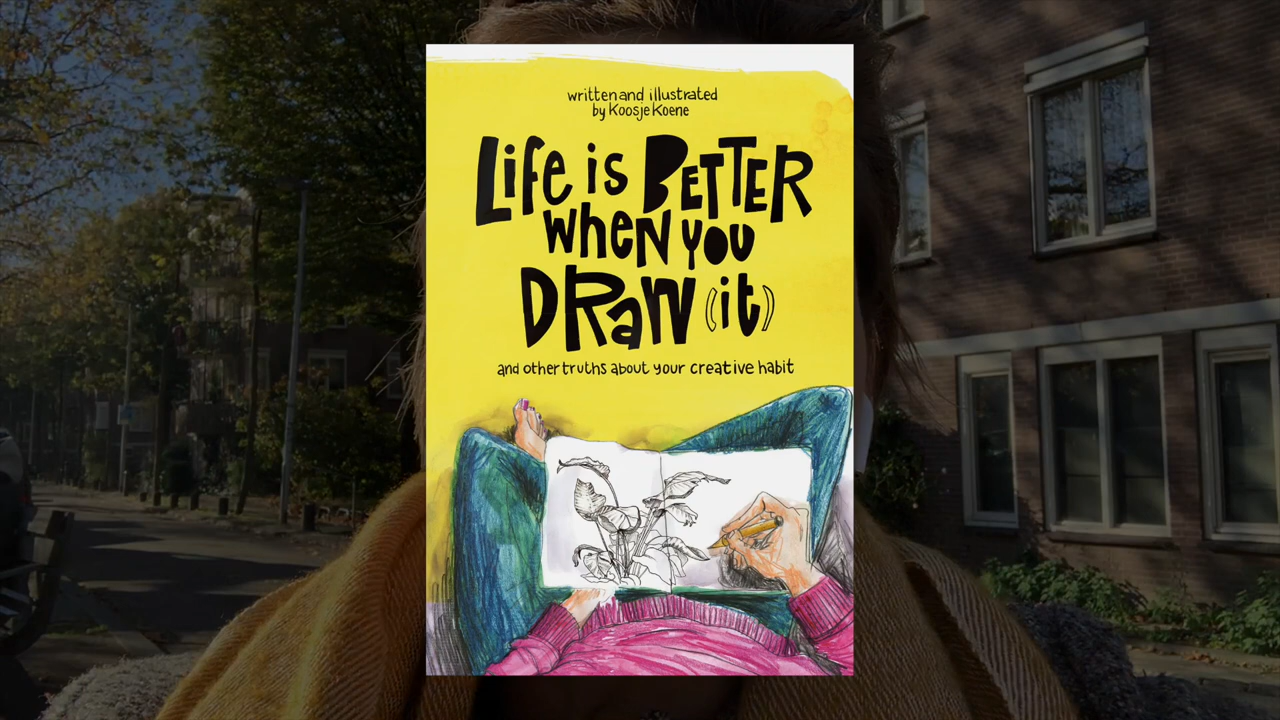 written and illustrated
by Koosje Koene
Life is BETTER
when you
DRaW (it)
and other truths about your creative habit